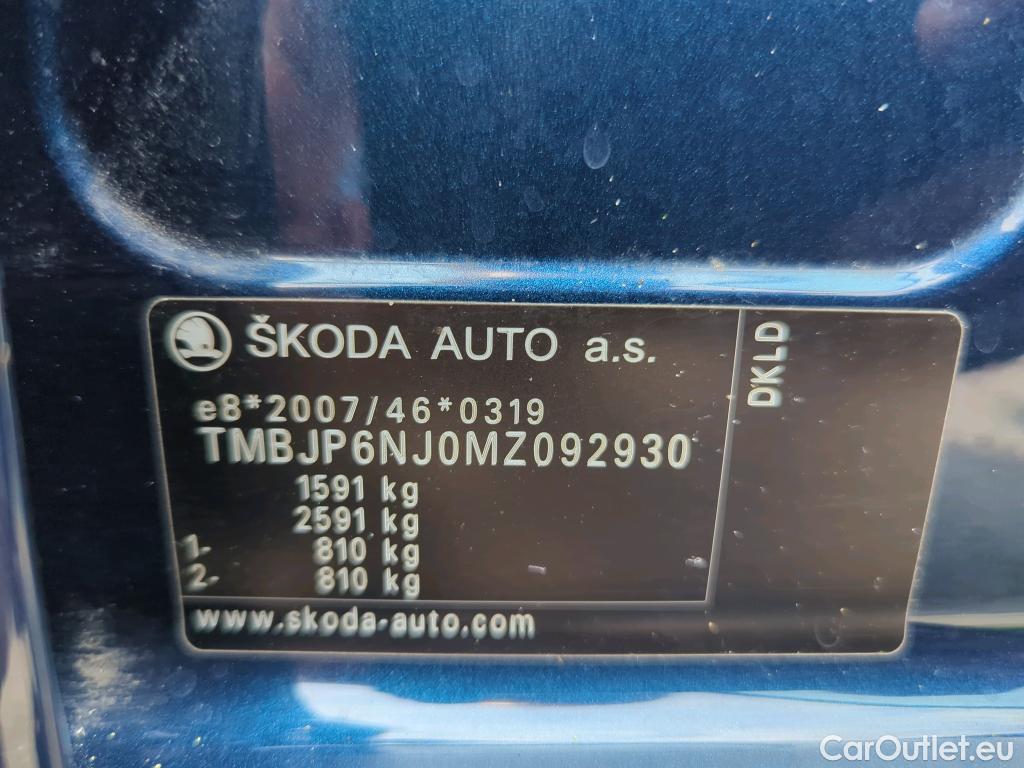 ŠKODA AUTO a.s.
e8*2007/46*0319
TMBJP6NJ0MZ092930
1591 kg
2591 kg
1. 810 kg
2. 810 kg
www.skoda-auto.com
DKLD
CarOutlet.eu